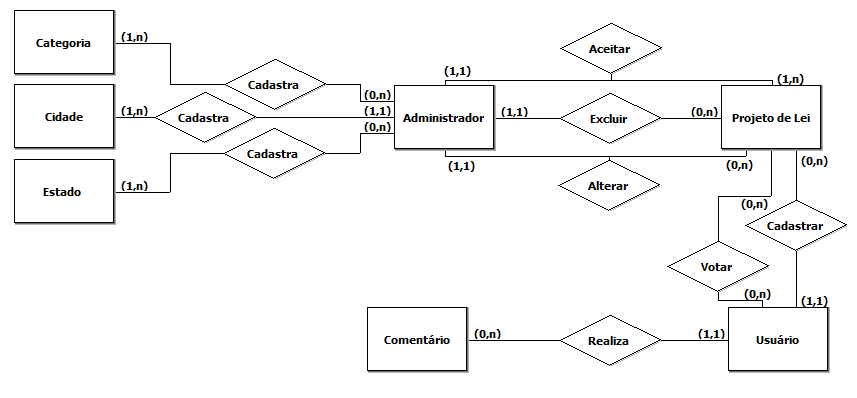 Categoria
(1,n)
Cadastra
(0,n)
Cidade
(1,n)
Cadastra
(1,1)
Estado
(1,n)
Cadastra
(0,n)
Administrador
(1,1)
Aceitar
(1,n)
(1,1)
Excluir
(0,n)
Projeto de Lei
(1,1)
Alterar
(0,n)
(0,n)
Votar
(0,n)
(0,n)
Cadastrar
(1,1)
Comentário
(0,n)
Realiza
(1,1)
Usuário